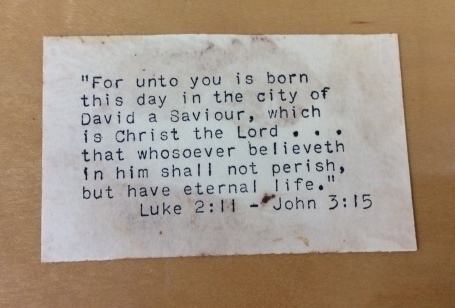 "For unto you is born
this day in the city of
David a Saviour, which
is Christ the Lord . . .
that whosoever believeth
in him shall not perish,
but have eternal life."
Luke 2:11 - John 3:15